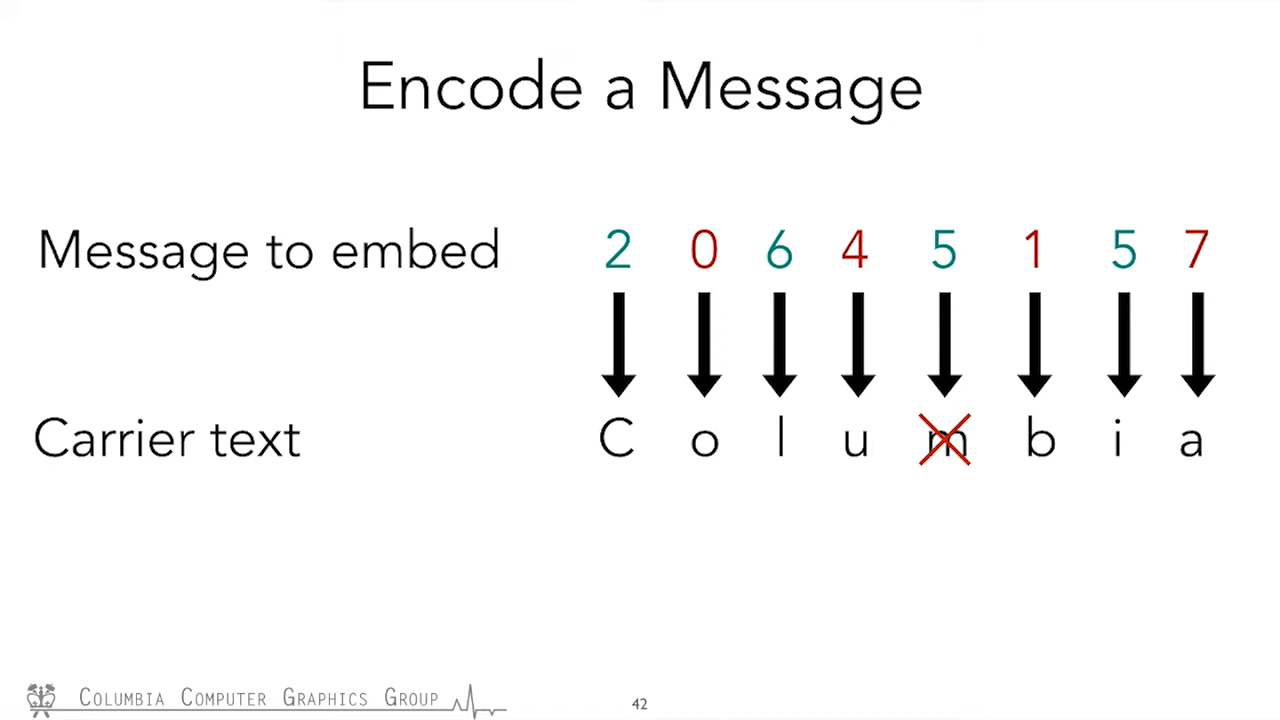 Encode a Message
Message to embed 2 0 6 4 5 1 5 7
Carrier text C o l u m b i a
COLUMBIA COMPUTER GRAPHICS GROUP
42